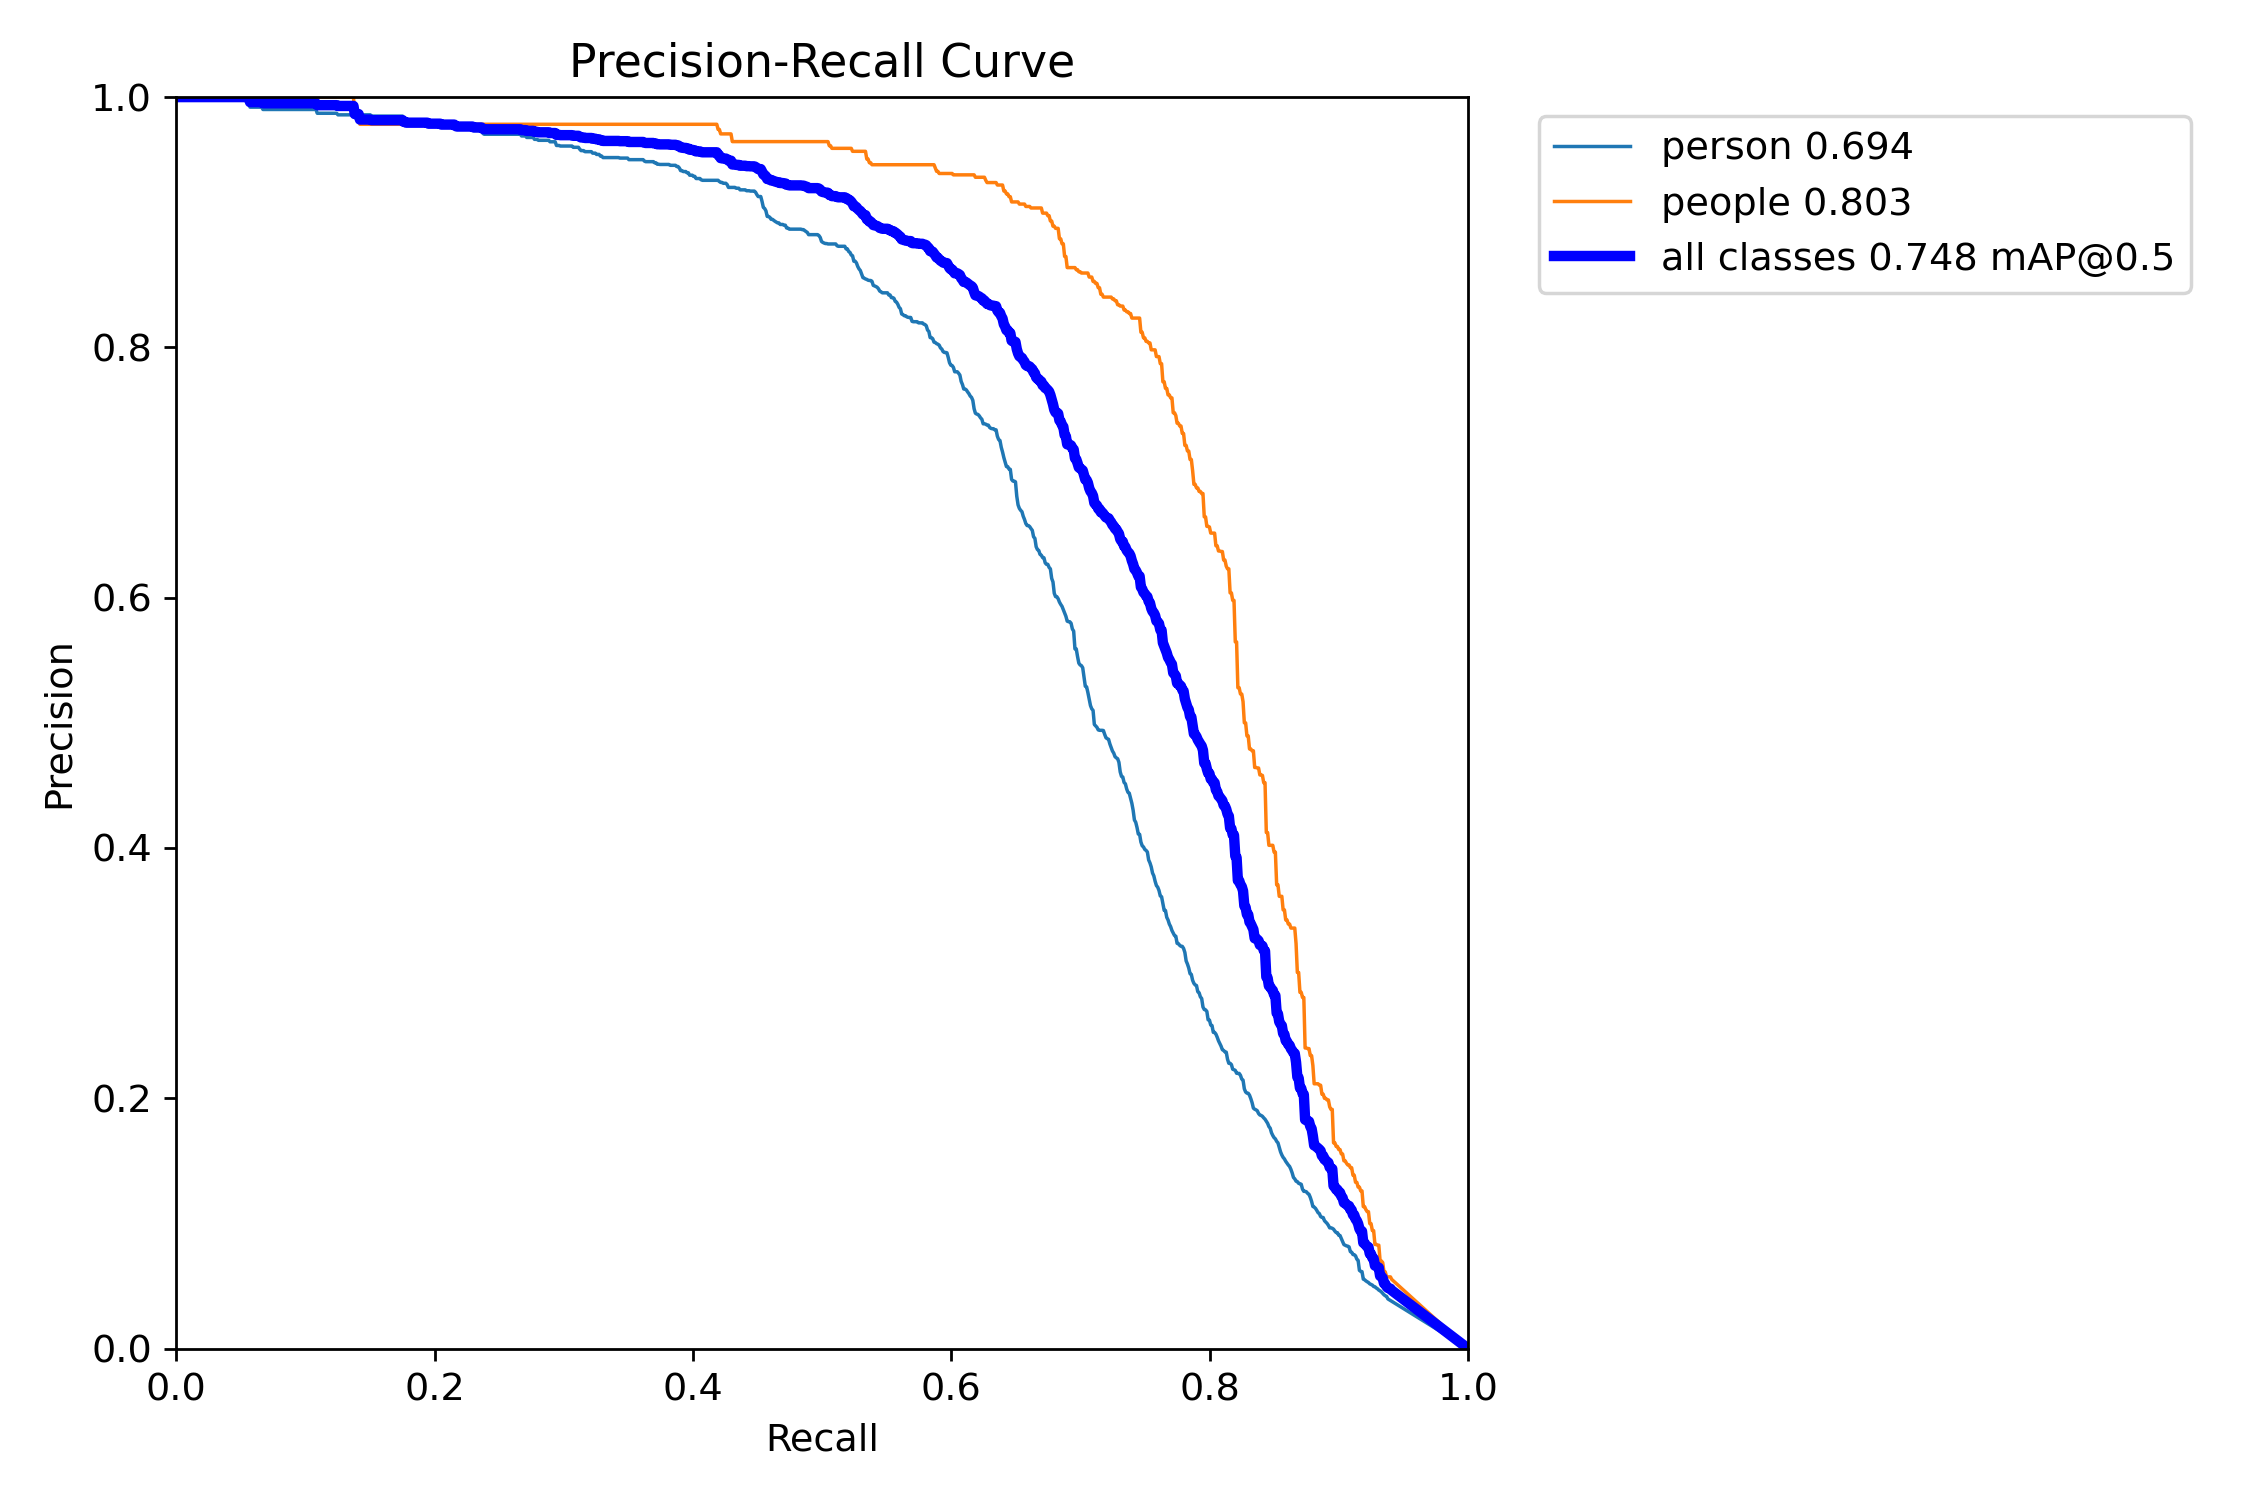 Precision-Recall Curve
person 0.694
people 0.803
all classes 0.748 mAP@0.5
1.0
0.8
0.6
0.4
0.2
0.0
Precision
0.0 0.2 0.4 0.6 0.8 1.0
Recall